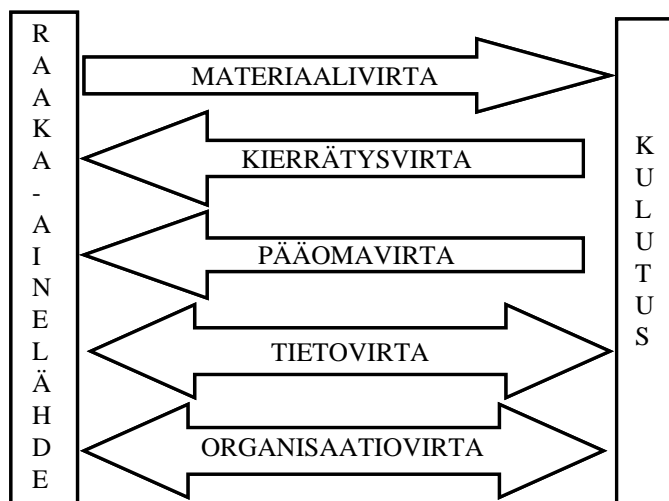 RAAKA-AINELÄHDE
MATERIAALIVIRTA
KIERRÄTYSVIRTA
PÄÄOMAVIRTA
TIETOVIRTA
ORGANISAATIOVIRTA
KULUTUS